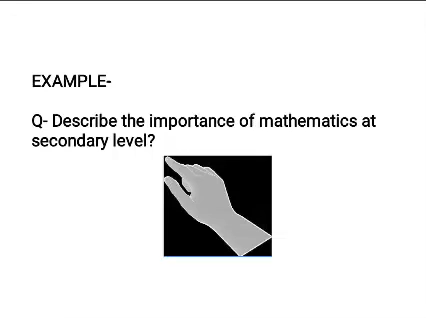 EXAMPLE-
Q- Describe the importance of mathematics at
secondary level?